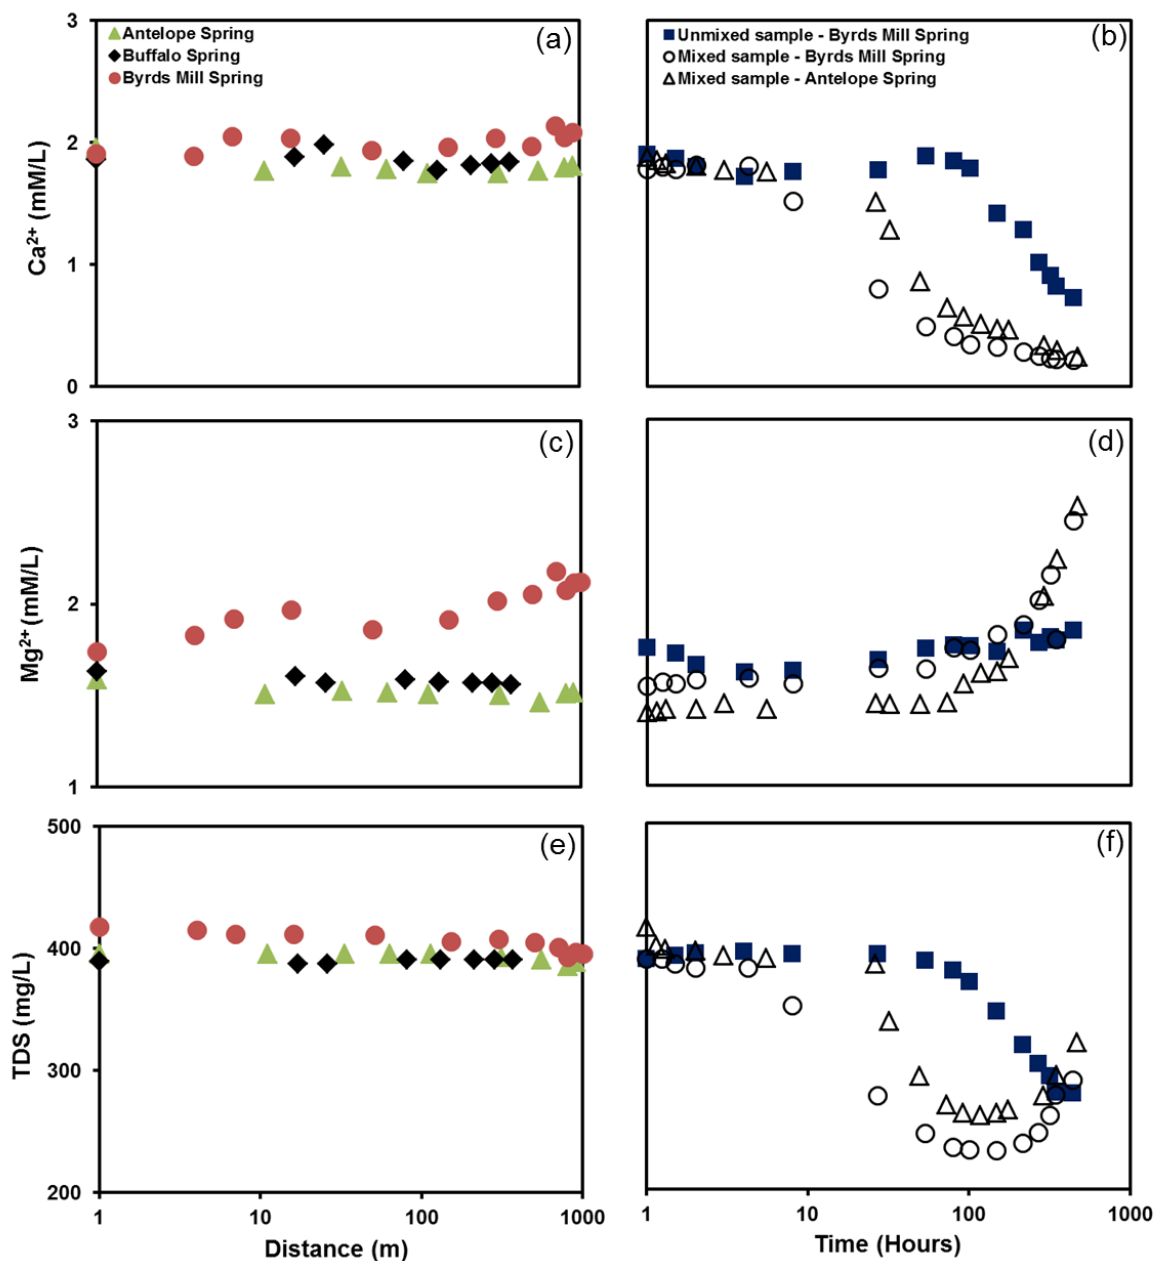 3
2
1
0
Ca²⁺ (mM/L)
Antelope Spring
Buffalo Spring
Byrds Mill Spring
(a)
Unmixed sample - Byrds Mill Spring
Mixed sample - Byrds Mill Spring
Mixed sample - Antelope Spring
(b)
3
2
1
Mg²⁺ (mM/L)
(c)
(d)
500
400
300
200
TDS (mg/L)
(e)
(f)
1 10 100 1000
Distance (m)
1 10 100 1000
Time (Hours)